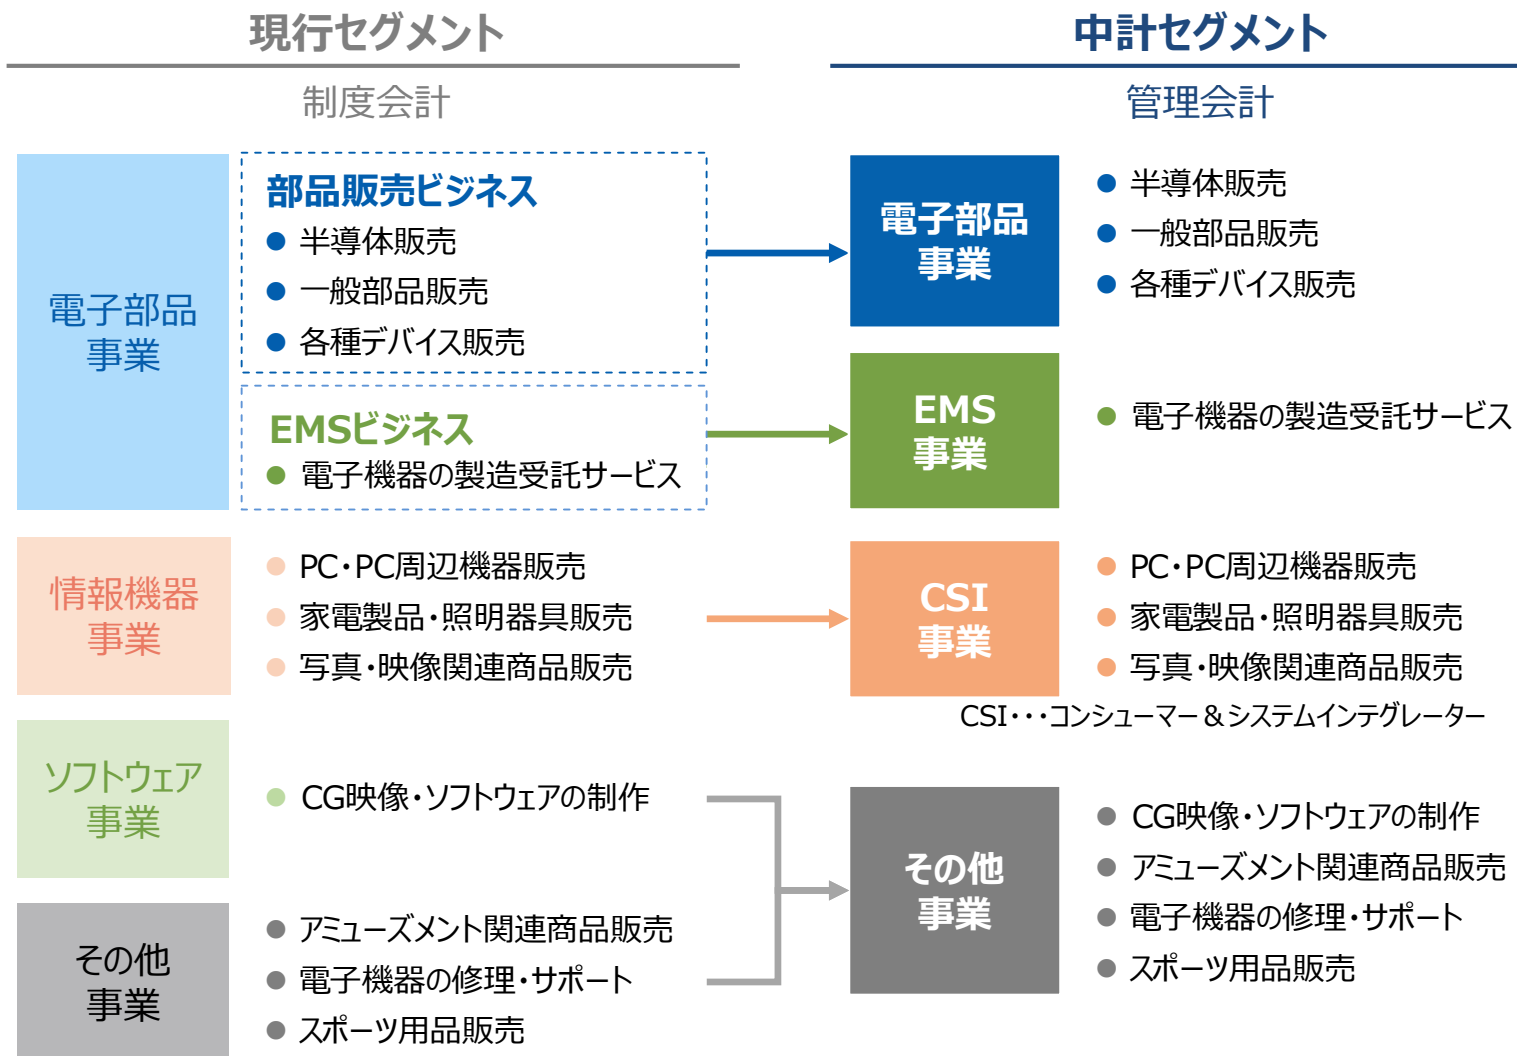 現行セグメント
制度会計
電子部品
事業
部品販売ビジネス
● 半導体販売
● 一般部品販売
● 各種デバイス販売
EMSビジネス
● 電子機器の製造受託サービス
情報機器
事業
● PC・PC周辺機器販売
● 家電製品・照明器具販売
● 写真・映像関連商品販売
ソフトウェア
事業
● CG映像・ソフトウェアの制作
その他
事業
● アミューズメント関連商品販売
● 電子機器の修理・サポート
● スポーツ用品販売
中計セグメント
管理会計
電子部品
事業
● 半導体販売
● 一般部品販売
● 各種デバイス販売
EMS
事業
● 電子機器の製造受託サービス
CSI
事業
● PC・PC周辺機器販売
● 家電製品・照明器具販売
● 写真・映像関連商品販売
CSI・・・コンシューマー＆システムインテグレーター
その他
事業
● CG映像・ソフトウェアの制作
● アミューズメント関連商品販売
● 電子機器の修理・サポート
● スポーツ用品販売